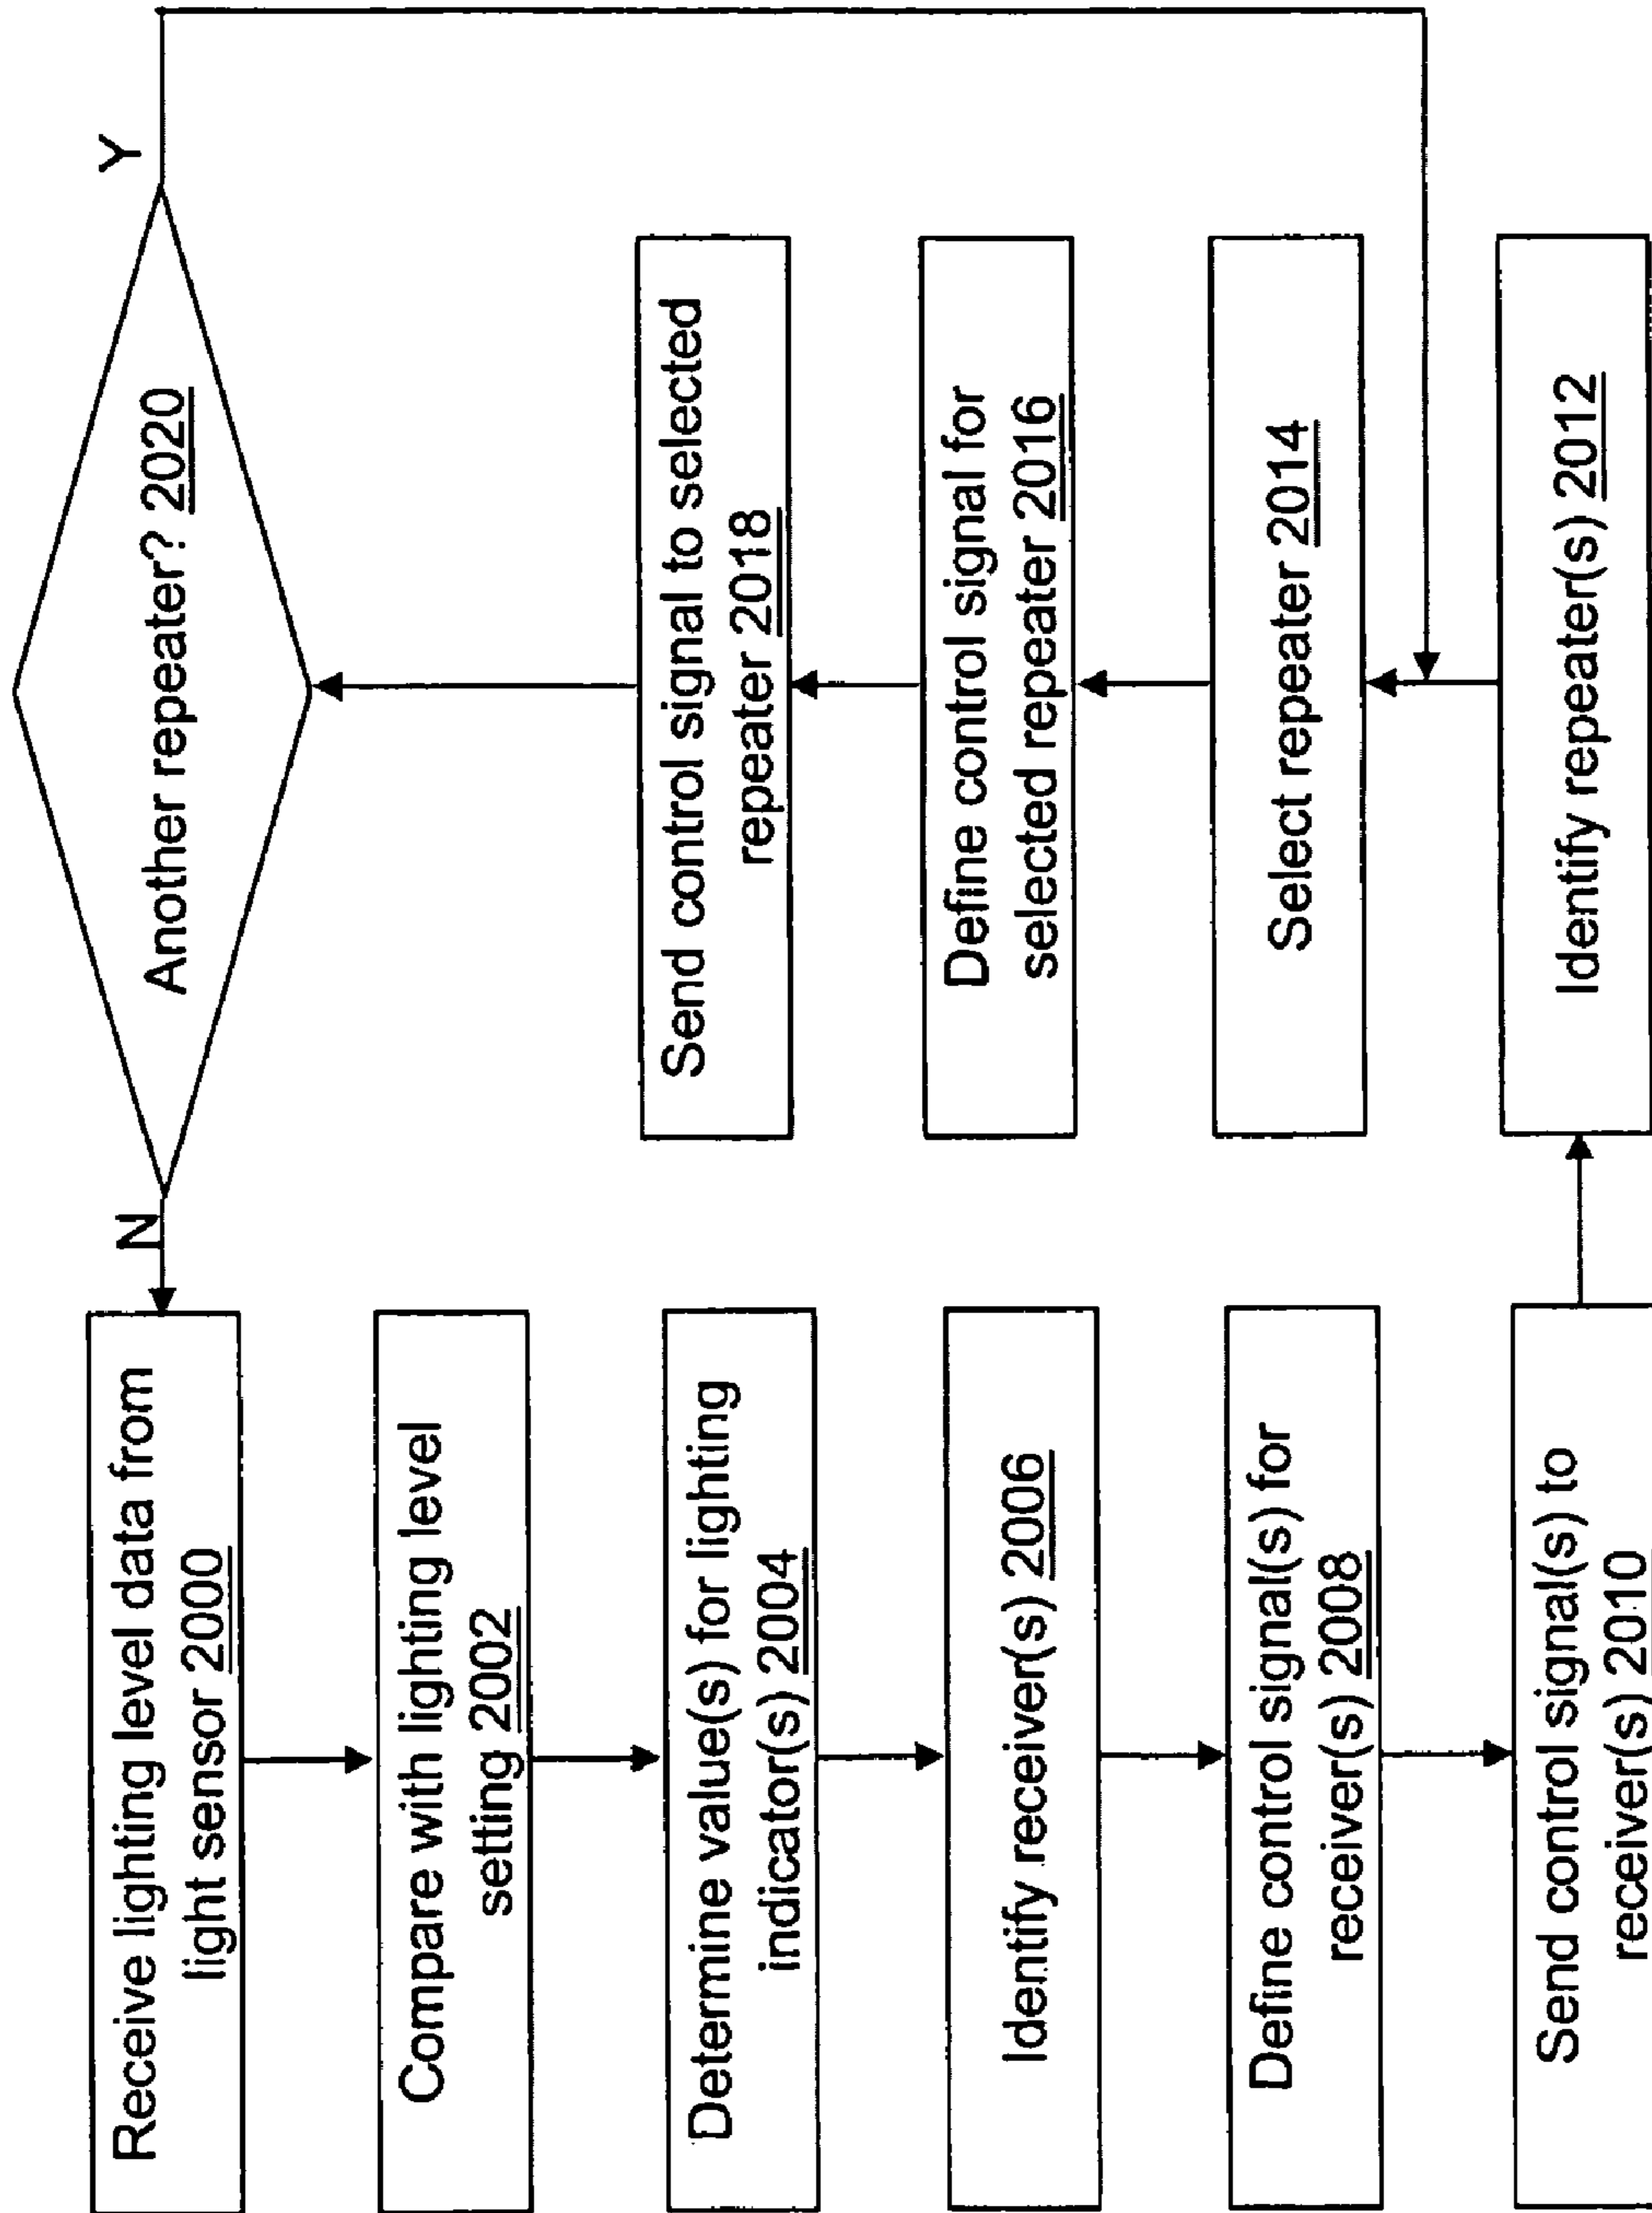 Receive lighting level data from
light sensor 2000
Compare with lighting level
setting 2002
Determine value(s) for lighting
indicator(s) 2004
Identify receiver(s) 2006
Define control signal(s) for
receiver(s) 2008
Send control signal(s) to
receiver(s) 2010
Identify repeater(s) 2012
Select repeater 2014
Define control signal for
selected repeater 2016
Send control signal to selected
repeater 2018
Another repeater? 2020
N
Y